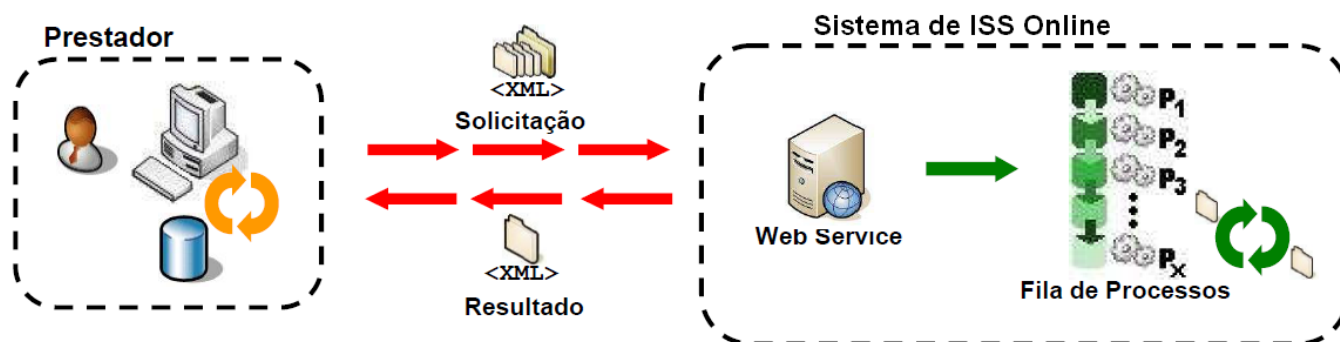 Prestador
<XML>
Solicitação
<XML>
Resultado
Sistema de ISS Online
Web Service
P1
P2
P3
Px
Fila de Processos